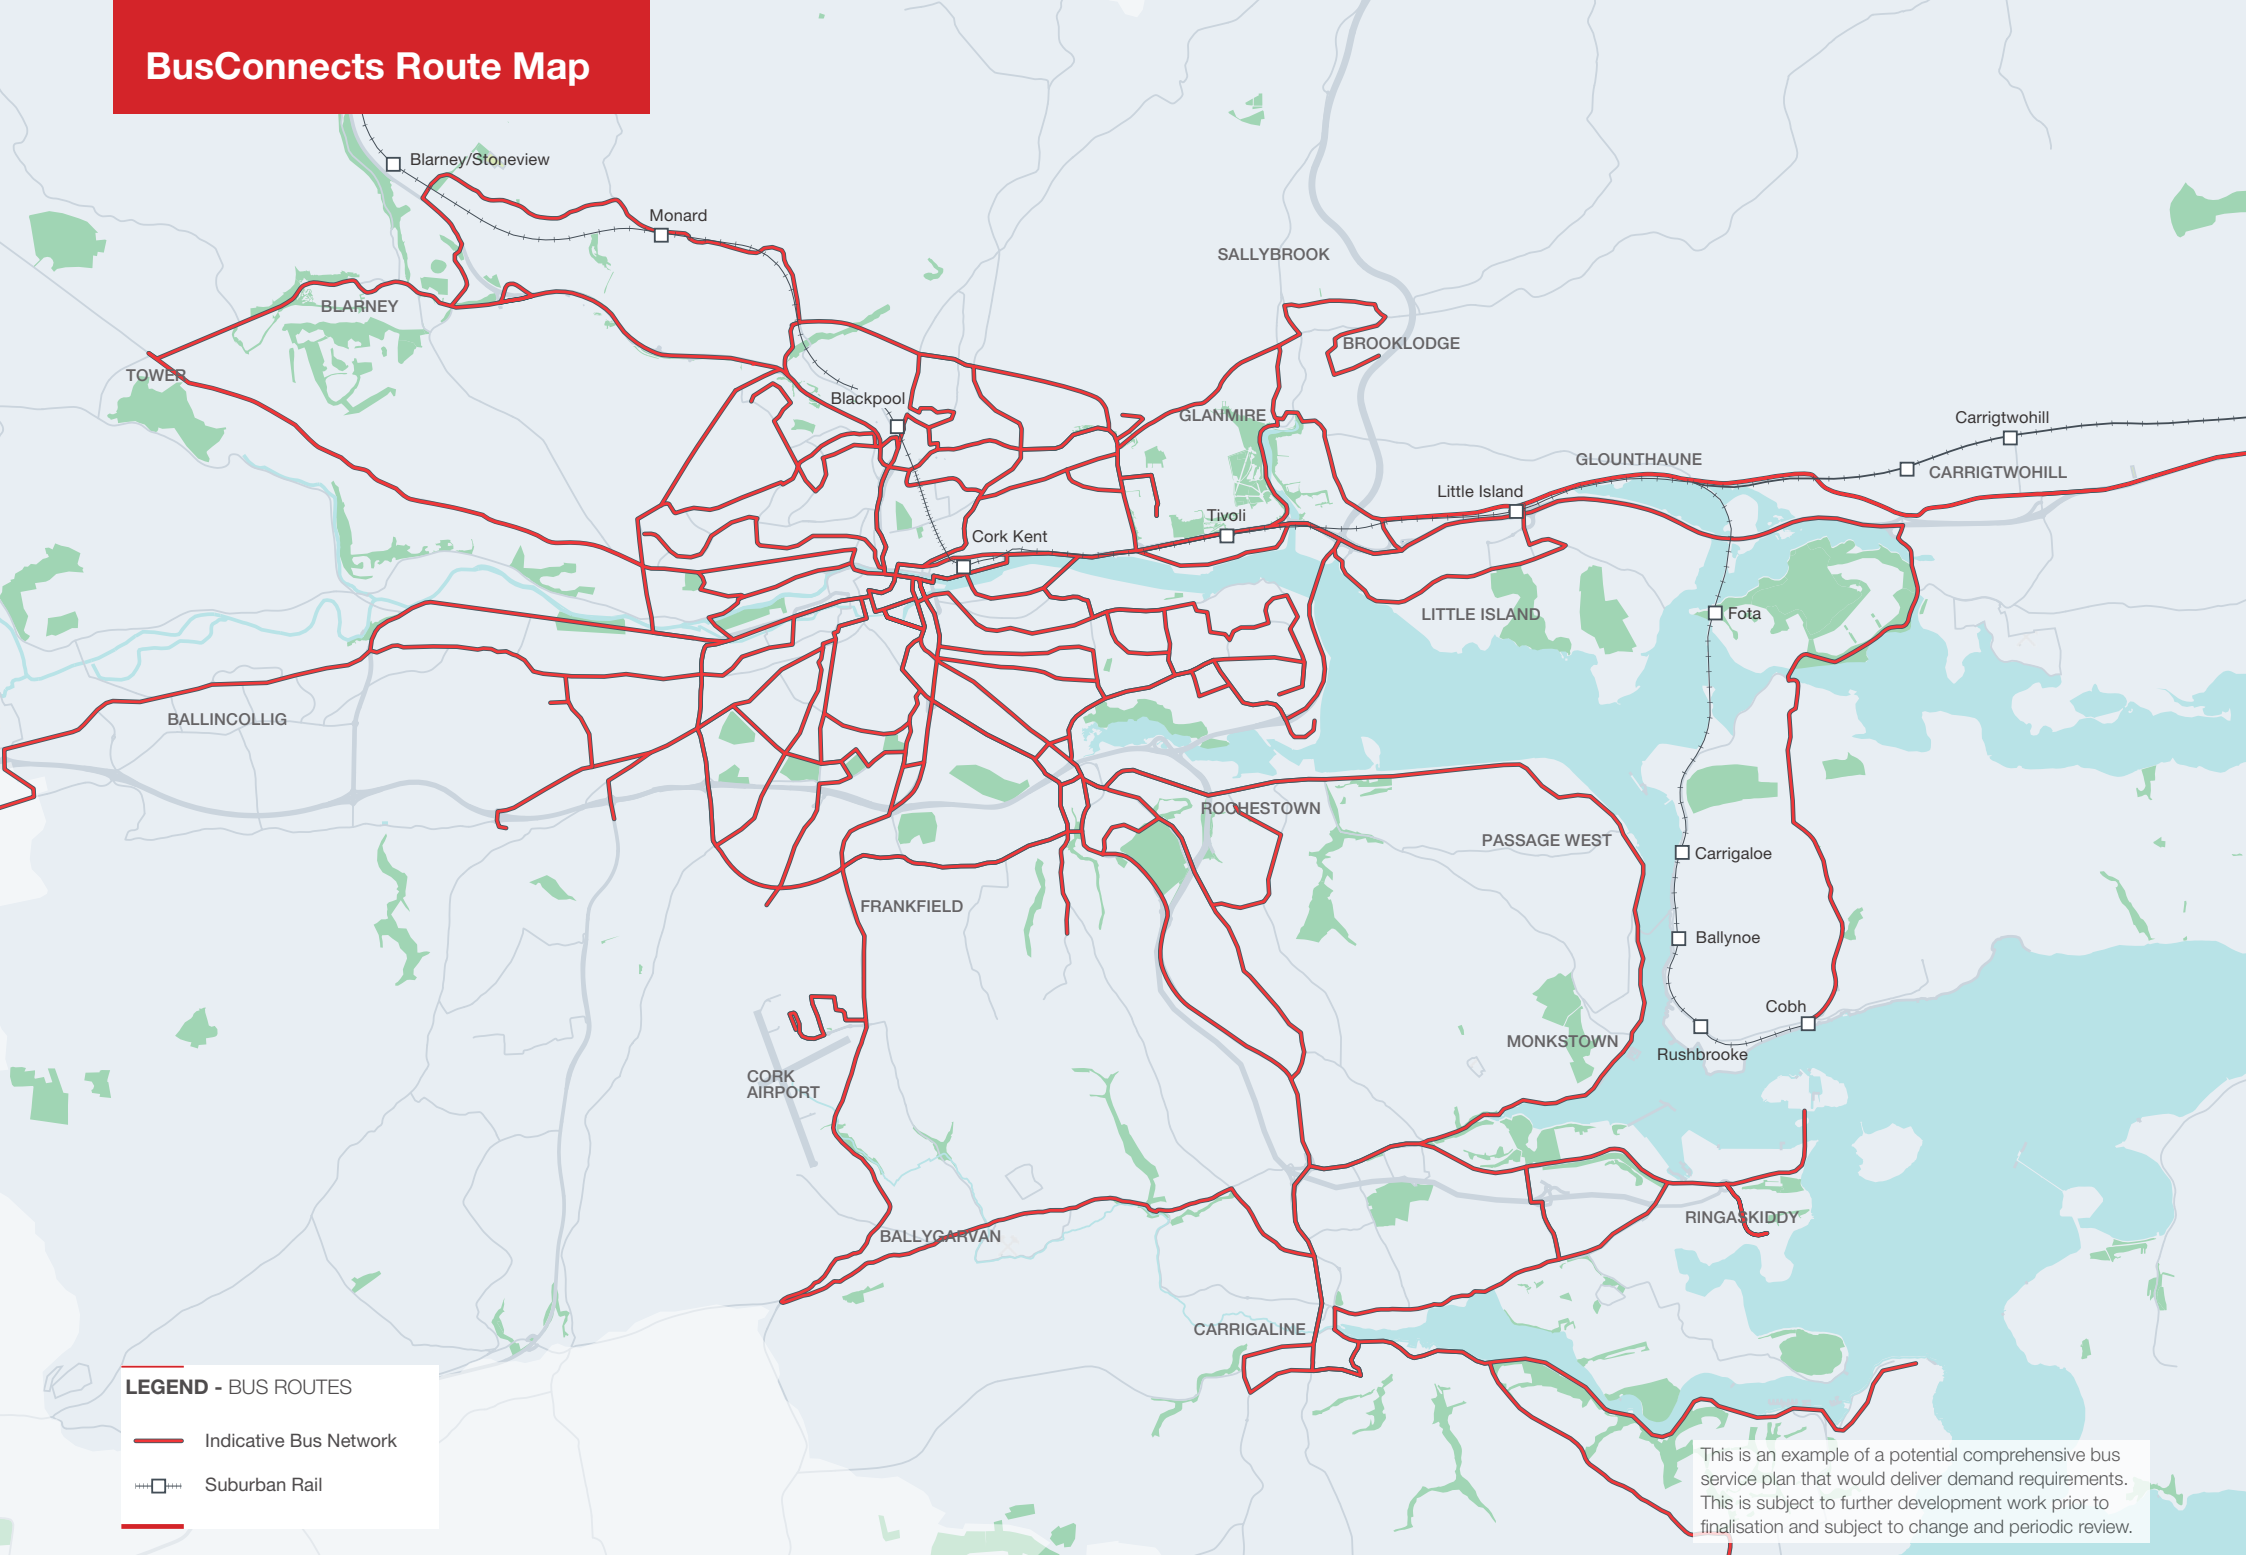 BusConnects Route Map
Blarney/Stoneview
Monard
SALLYBROOK
BLARNEY
BROOKLODGE
TOWER
Blackpool
GLANMIRE
Carrigtwohill
GLOUNTHAUNE
CARRIGTWOHILL
Little Island
Tivoli
Cork Kent
LITTLE ISLAND
Fota
BALLINCOLLIG
ROCHESTOWN
PASSAGE WEST
Carrigaloe
FRANKFIELD
Ballynoe
Cobh
MONKSTOWN
Rushbrooke
CORK
AIRPORT
RINGASKIDDY
BALLYGARVAN
CARRIGALINE
LEGEND - BUS ROUTES
Indicative Bus Network
Suburban Rail
This is an example of a potential comprehensive bus
service plan that would deliver demand requirements.
This is subject to further development work prior to
finalisation and subject to change and periodic review.